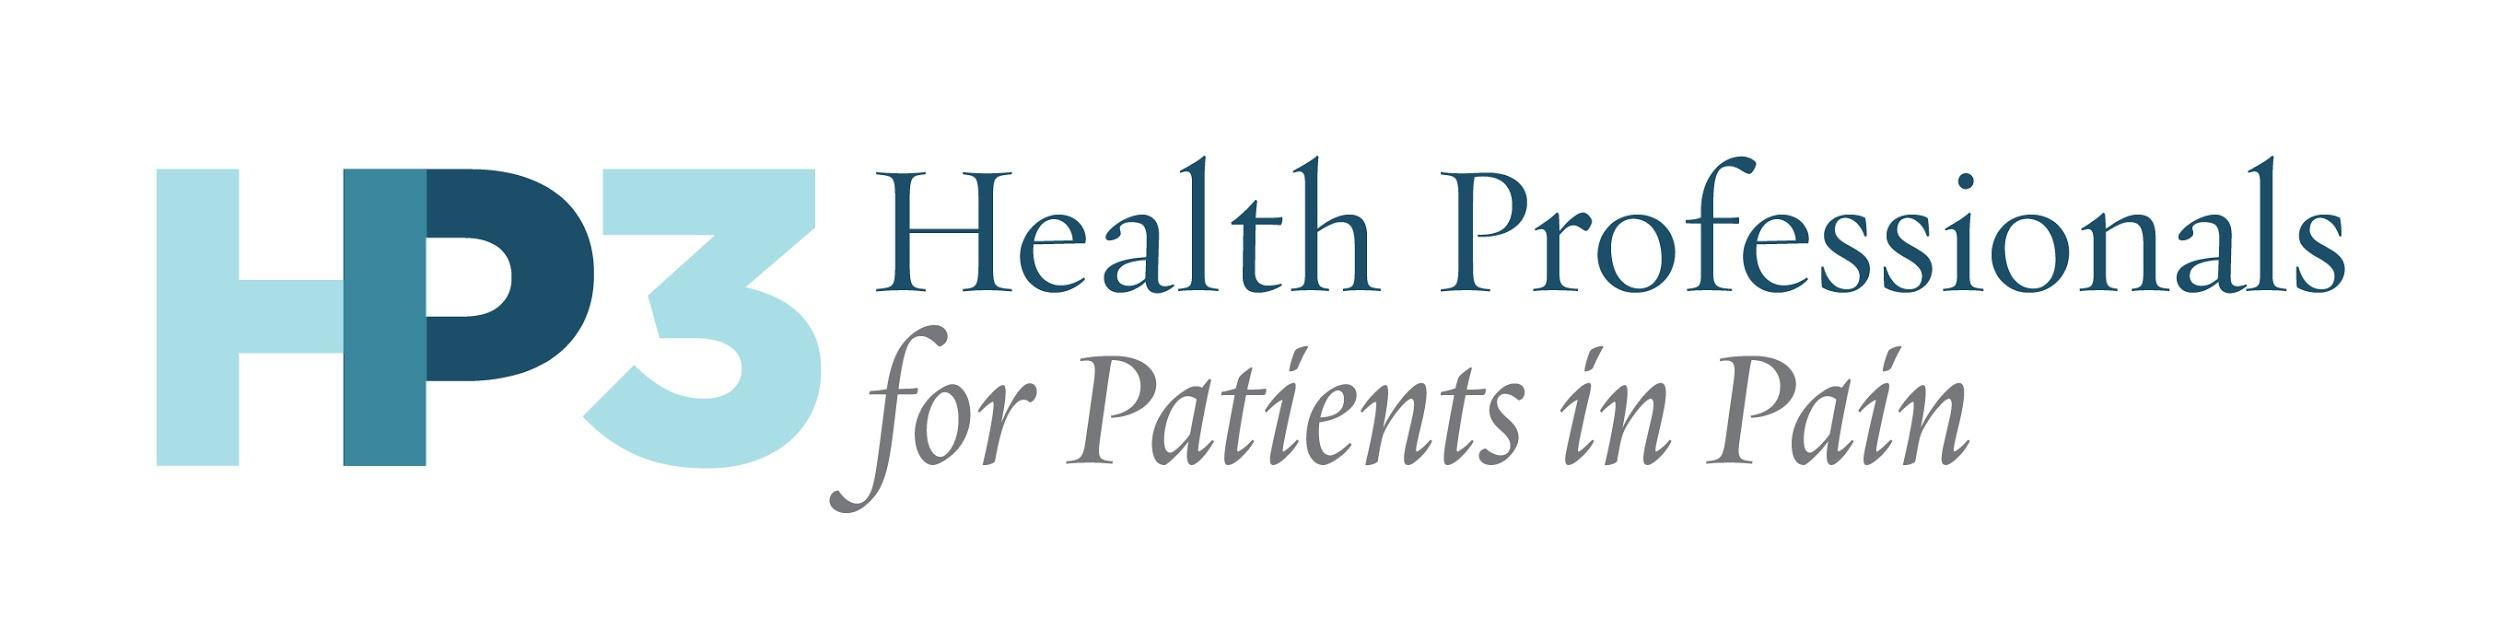 HP3
Health Professionals
for Patients in Pain